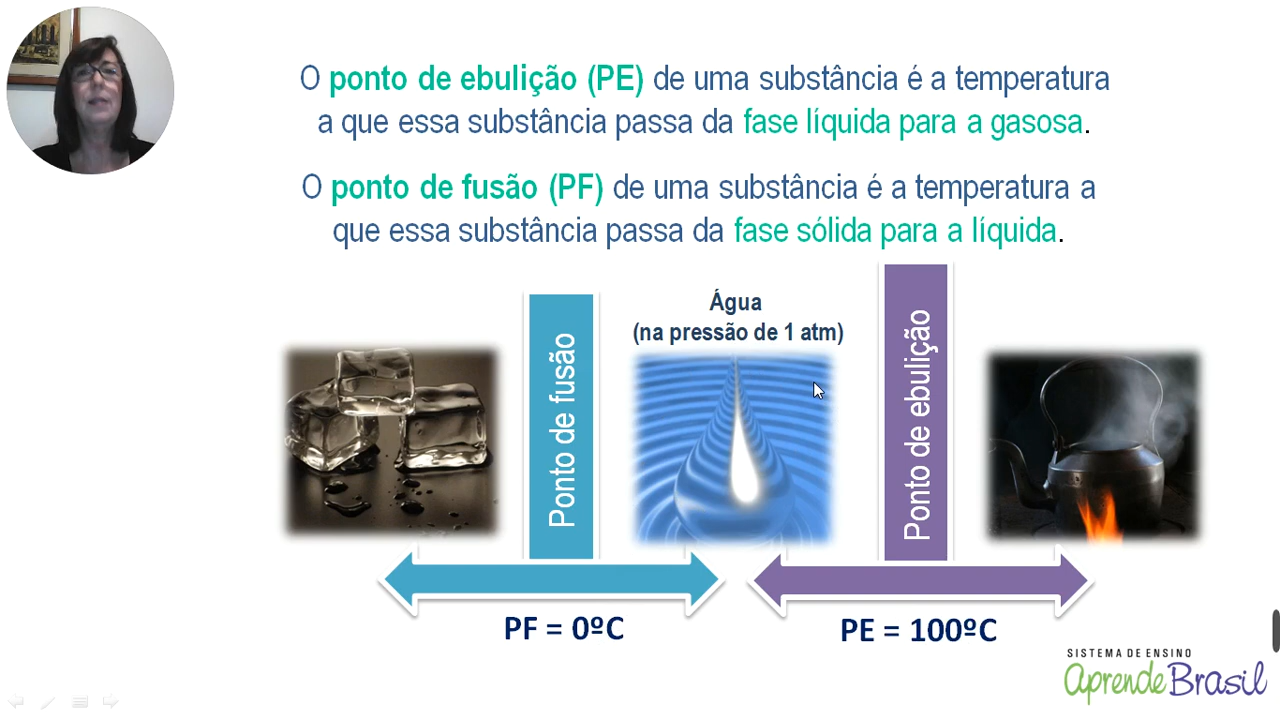 O ponto de ebulição (PE) de uma substância é a temperatura
a que essa substância passa da fase líquida para a gasosa.
O ponto de fusão (PF) de uma substância é a temperatura a
que essa substância passa da fase sólida para a líquida.
Ponto de fusão
Água
(na pressão de 1 atm)
Ponto de ebulição
PF = 0ºC
PE = 100ºC
SISTEMA DE ENSINO
aprendeBrasil